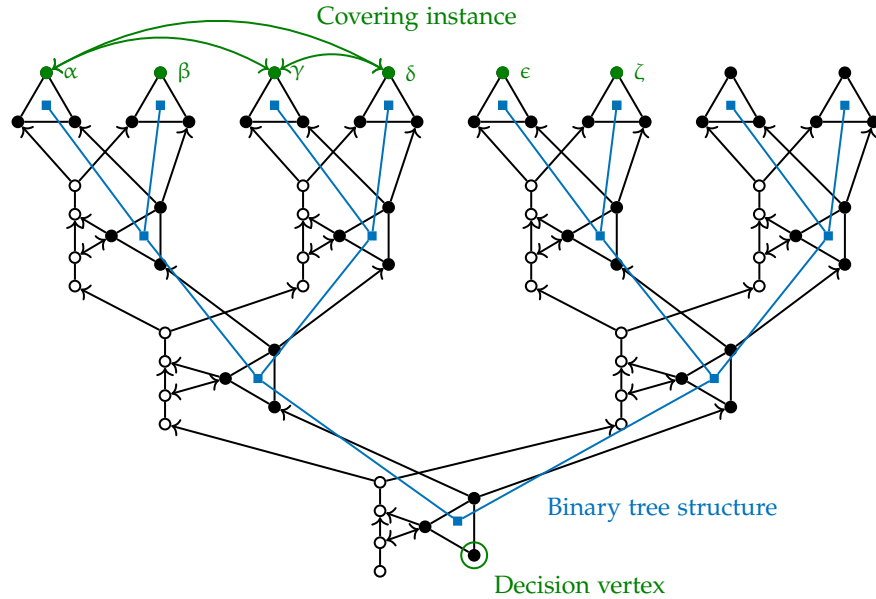 Covering instance
α β γ δ ϵ ζ
Binary tree structure
Decision vertex